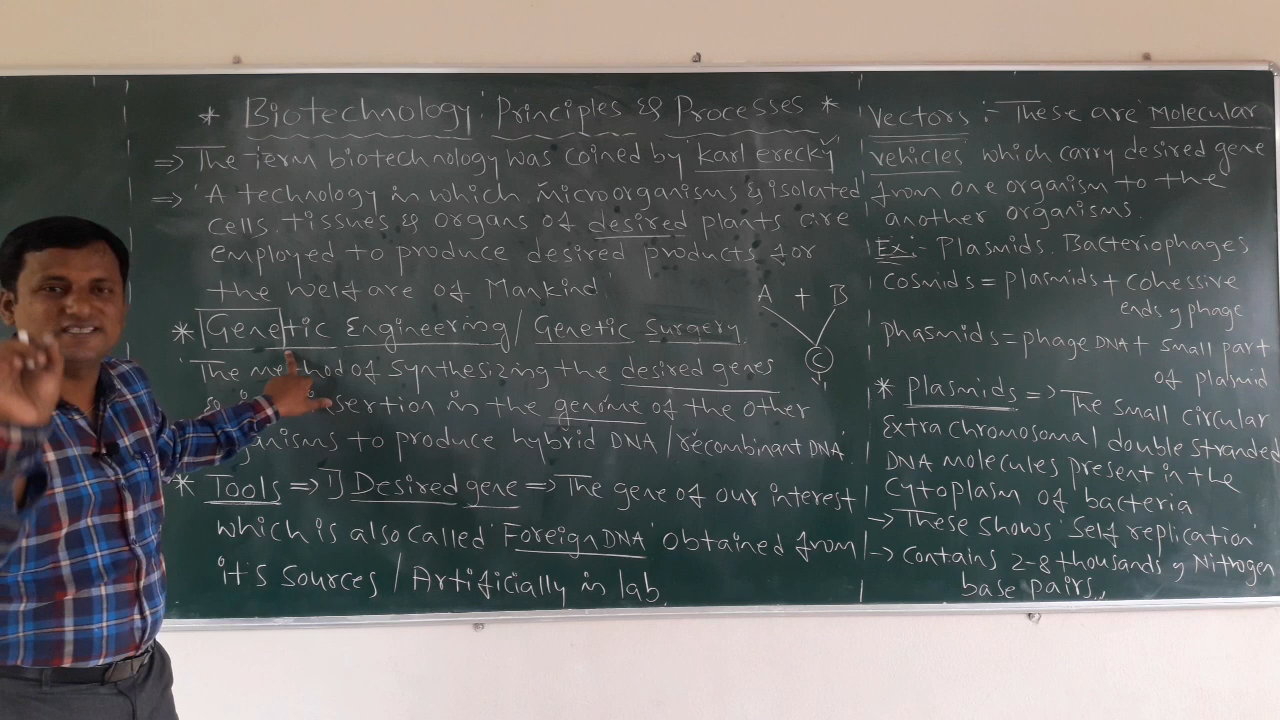 * Biotechnology: Principles & Processes *
=> The term biotechnology was coined by 'Karl erecky'
=> 'A technology in which microorganisms & isolated
cells, tissues & organs of desired plants are
employed to produce desired products for
the welfare of Mankind'
A + B
C
* Genetic Engineering / Genetic Surgery
'The method of synthesizing the desired genes
in the genome of the other
to produce hybrid DNA / recombinant DNA'
* Tools => 1) Desired gene => The gene of our interest
which is also called 'Foreign DNA' obtained from
it's sources / Artificially in lab.
Vectors :- These are Molecular
vehicles which carry desired gene
from one organism to the
another organisms.
Ex:- Plasmids, Bacteriophages
Cosmids = plasmids + cohessive
ends of phage
phasmids = phage DNA + small part
of plasmid
* Plasmids => The small circular
Extra chromosomal double stranded
DNA molecules present in the
Cytoplasm of bacteria
-> These shows 'Self replication'
-> Contains 2-8 thousands of Nitrogen
base pairs.